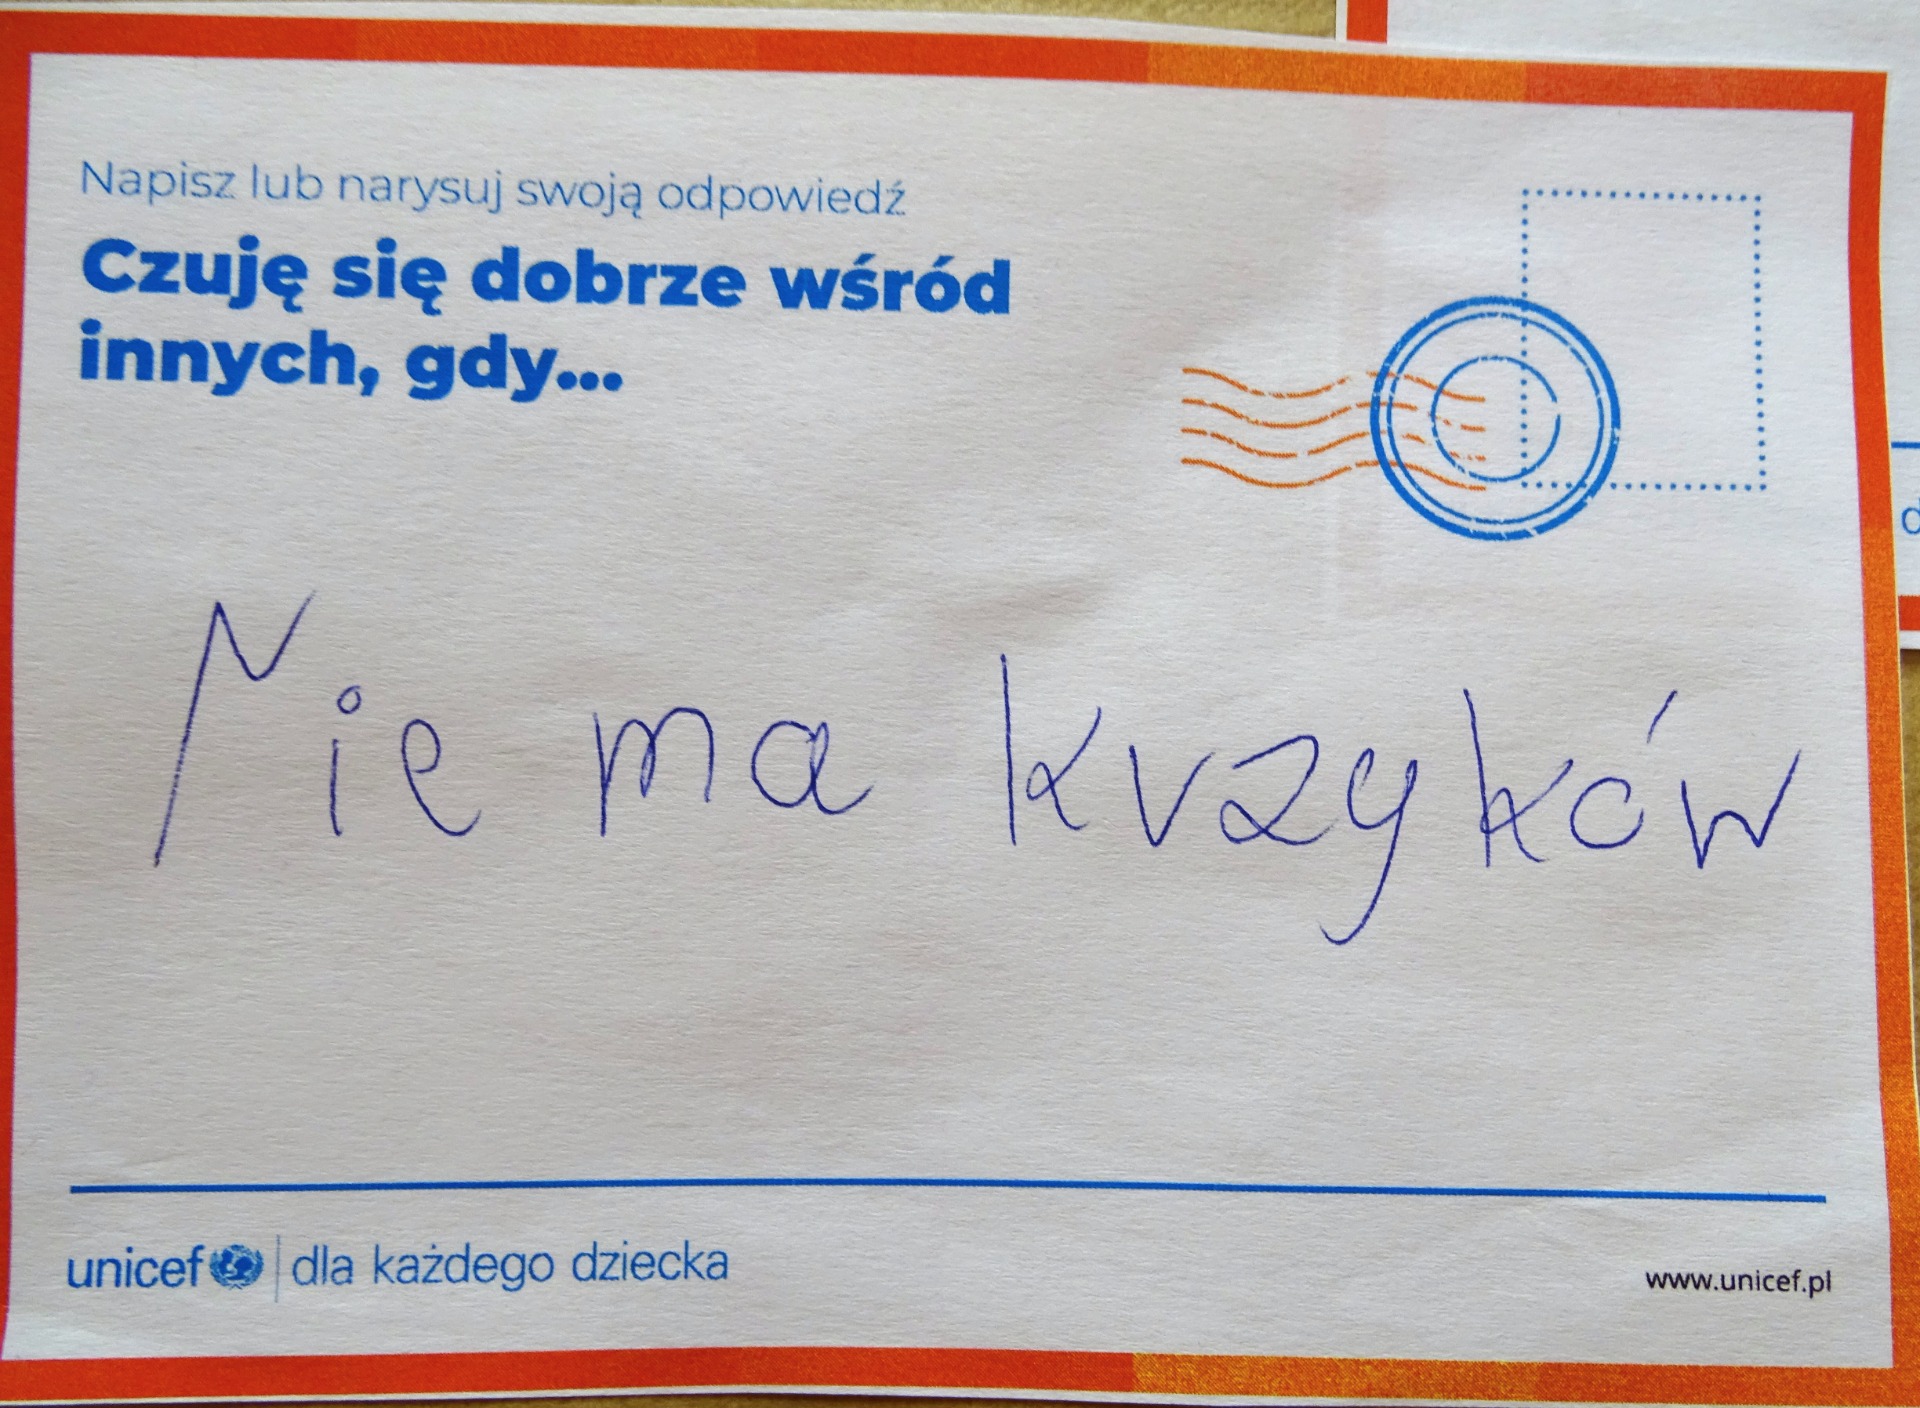 Napisz lub narysuj swoją odpowiedź
Czuję się dobrze wśród
innych, gdy...
Nie ma krzyków
unicef dla każdego dziecka
www.unicef.pl